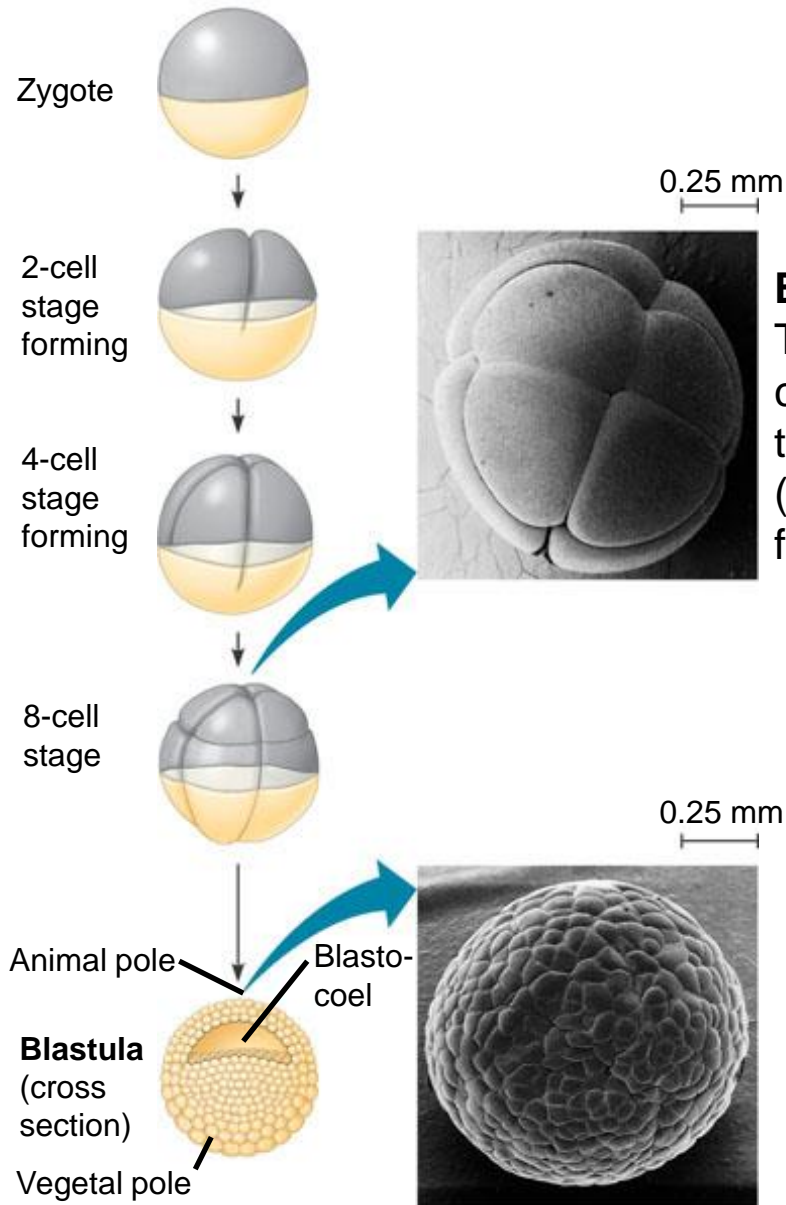 Zygote
2-cell
stage
forming
0.25 mm
4-cell
stage
forming
8-cell
stage
0.25 mm
Animal pole
Blasto-
coel
Blastula
(cross
section)
Vegetal pole